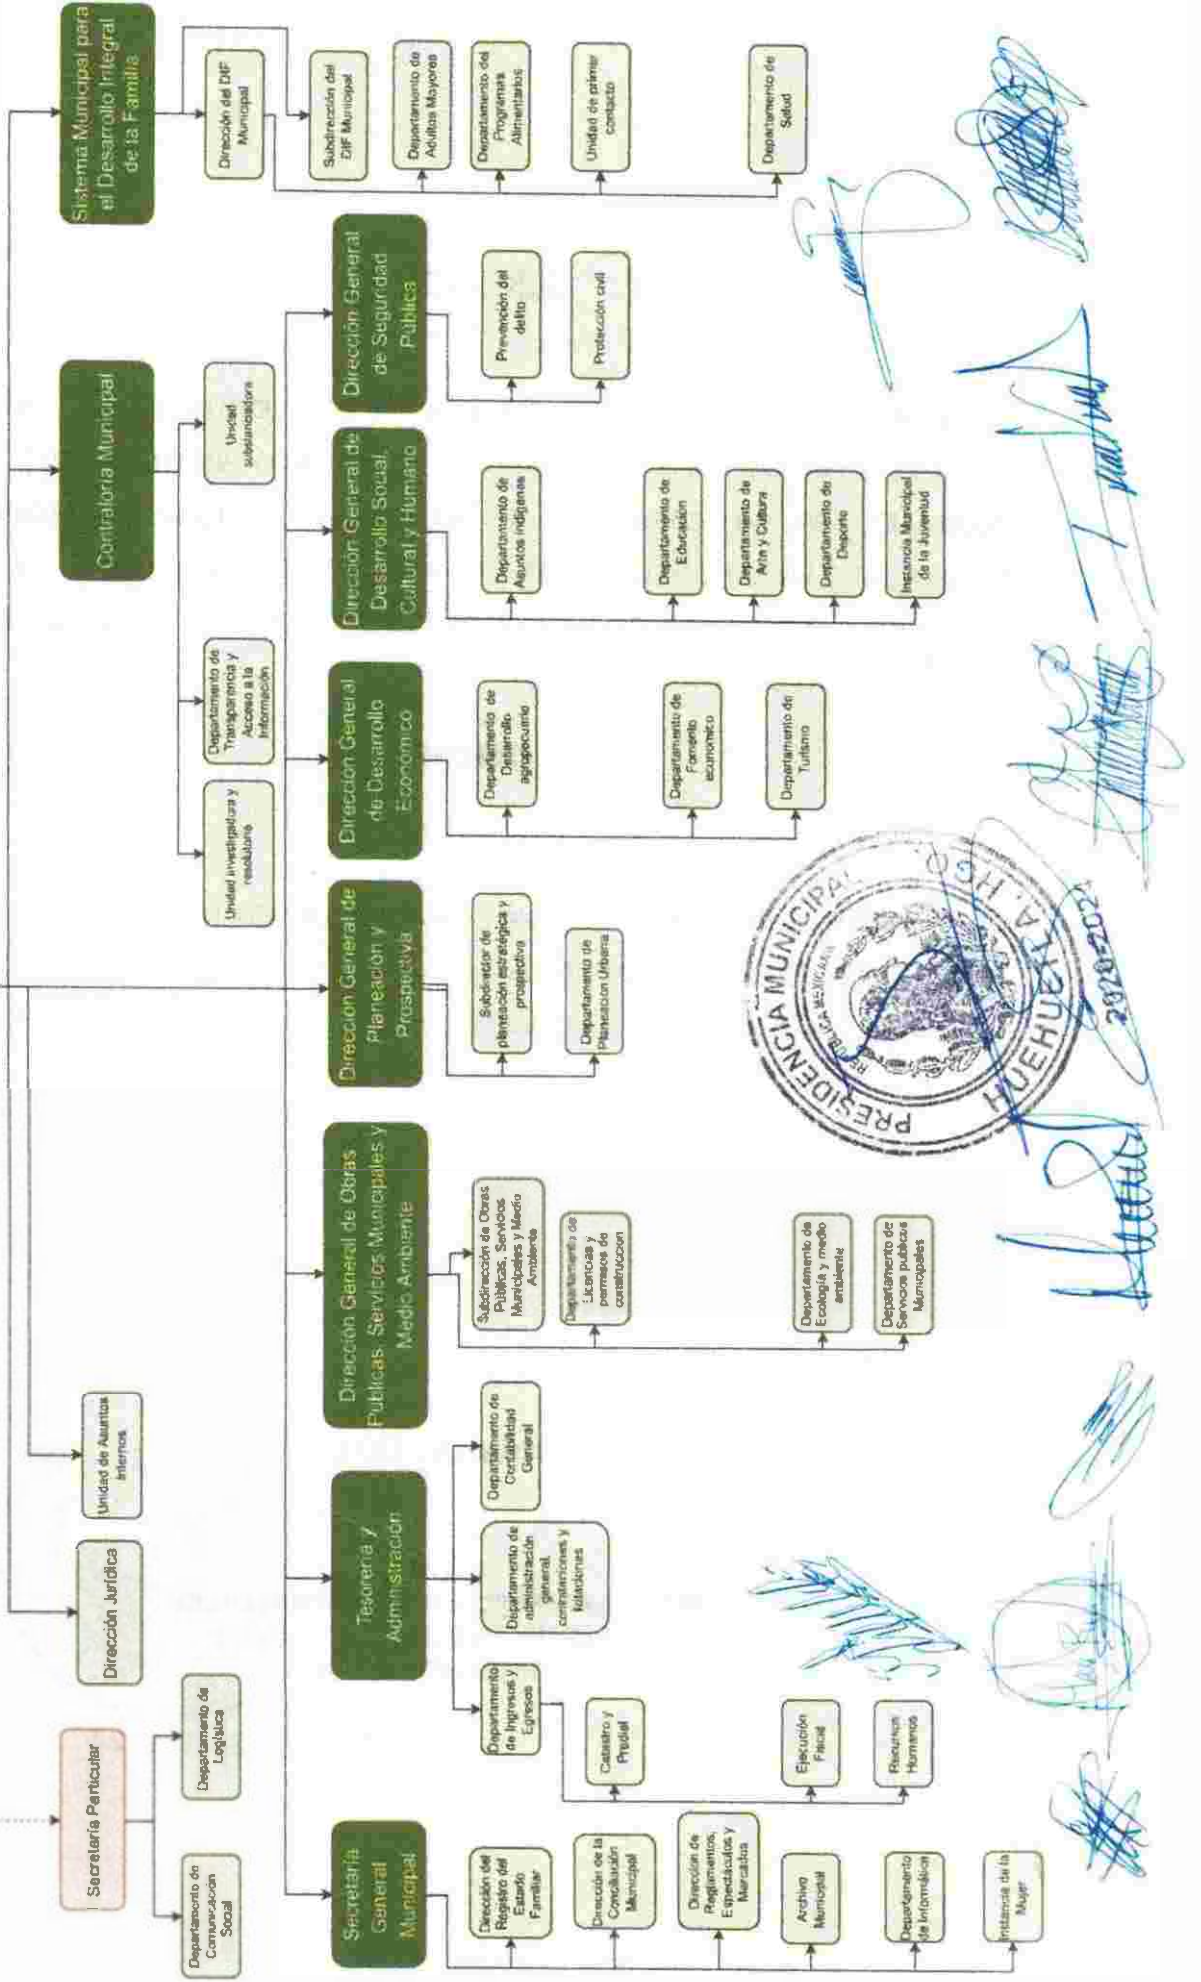 Secretaría Particular
Departamento de
Comunicación
Social
Departamento de
Logística
Dirección Jurídica
Unidad de Asuntos
Internos
Contraloría Municipal
Unidad investigadora y
resolutoria
Departamento de
Transparencia y
Acceso a la
Información
Unidad
substanciadora
Sistema Municipal para
el Desarrollo Integral
de la Familia
Dirección del DIF
Municipal
Subdirección del
DIF Municipal
Departamento de
Adultos Mayores
Departamento del
Programas
Alimentarios
Unidad de primer
contacto
Departamento de
Salud
Secretaría
General
Municipal
Dirección del
Registro del
Estado
Familiar
Dirección de la
Conciliación
Municipal
Dirección de
Reglamentos,
Espectáculos y
Mercados
Archivo
Municipal
Departamento
de Informática
Instancia de la
Mujer
Tesorería y
Administración
Departamento
de Ingresos y
Egresos
Catastro y
Predial
Ejecución
Fiscal
Recursos
Humanos
Departamento de
administración
general,
contrataciones y
licitaciones
Departamento de
Contabilidad
General
Dirección General de Obras
Públicas, Servicios Municipales y
Medio Ambiente
Subdirección de Obras
Públicas, Servicios
Municipales y Medio
Ambiente
Departamento de
Licencias y
permisos de
construcción
Departamento de
Ecología y medio
ambiente
Departamento de
Servicios públicos
Municipales
Dirección General de
Planeación y
Prospectiva
Subdirector de
planeación estratégica y
prospectiva
Departamento de
Planeación Urbana
Dirección General
de Desarrollo
Económico
Departamento de
Desarrollo
agropecuario
Departamento de
Fomento
económico
Departamento de
Turismo
Dirección General de
Desarrollo Social,
Cultural y Humano
Departamento de
Asuntos indígenas
Departamento de
Educación
Departamento de
Arte y Cultura
Departamento de
Deporte
Instancia Municipal
de la Juventud
Dirección General
de Seguridad
Pública
Prevención del
delito
Protección civil
PRESIDENCIA MUNICIPAL
REPÚBLICA MEXICANA
HUEHUETLA, HGO
2020-2024